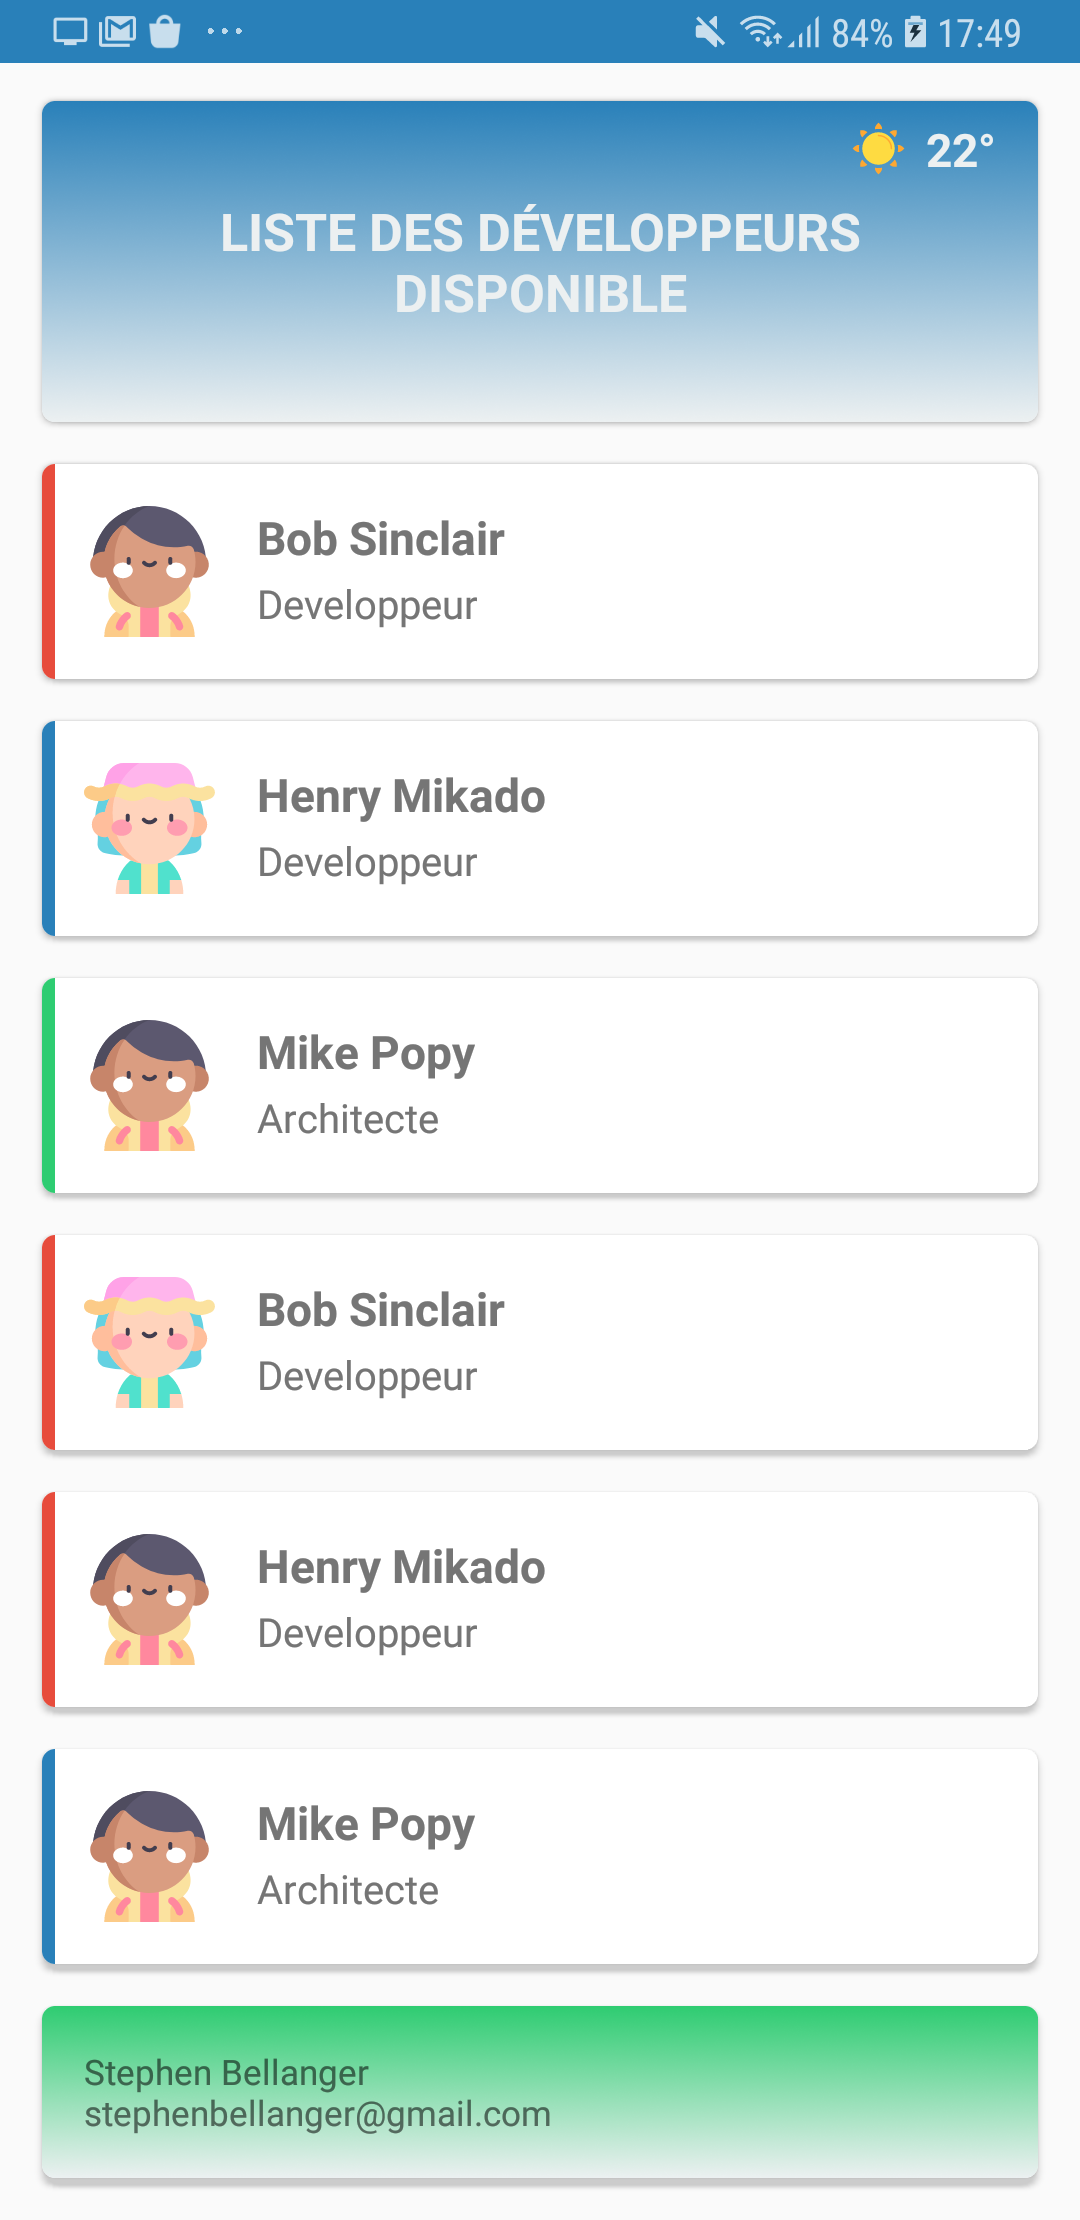 84% 17:49
22°
LISTE DES DÉVELOPPEURS
DISPONIBLE
Bob Sinclair
Developpeur
Henry Mikado
Developpeur
Mike Popy
Architecte
Bob Sinclair
Developpeur
Henry Mikado
Developpeur
Mike Popy
Architecte
Stephen Bellanger
stephenbellanger@gmail.com